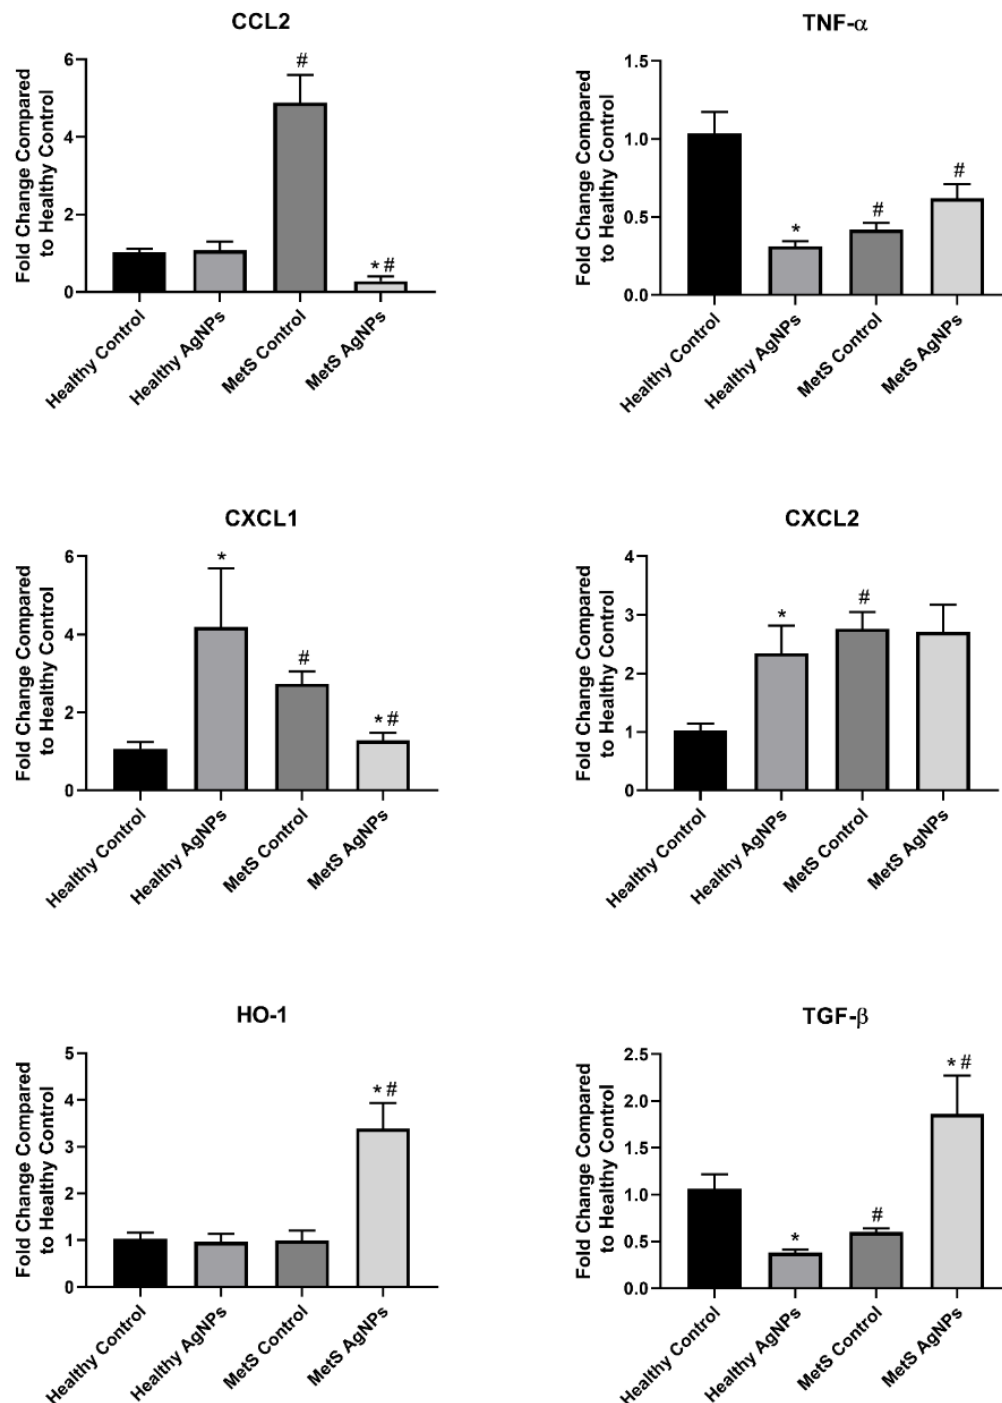 CCL2
Fold Change Compared
to Healthy Control
6
4
2
0
#
* #
Healthy Control
Healthy AgNPs
MetS Control
MetS AgNPs
TNF-α
Fold Change Compared
to Healthy Control
1.5
1.0
0.5
0.0
*
#
#
Healthy Control
Healthy AgNPs
MetS Control
MetS AgNPs
CXCL1
Fold Change Compared
to Healthy Control
6
4
2
0
*
#
* #
Healthy Control
Healthy AgNPs
MetS Control
MetS AgNPs
CXCL2
Fold Change Compared
to Healthy Control
4
3
2
1
0
*
#
Healthy Control
Healthy AgNPs
MetS Control
MetS AgNPs
HO-1
Fold Change Compared
to Healthy Control
5
4
3
2
1
0
* #
Healthy Control
Healthy AgNPs
MetS Control
MetS AgNPs
TGF-β
Fold Change Compared
to Healthy Control
2.5
2.0
1.5
1.0
0.5
0.0
*
#
* #
Healthy Control
Healthy AgNPs
MetS Control
MetS AgNPs